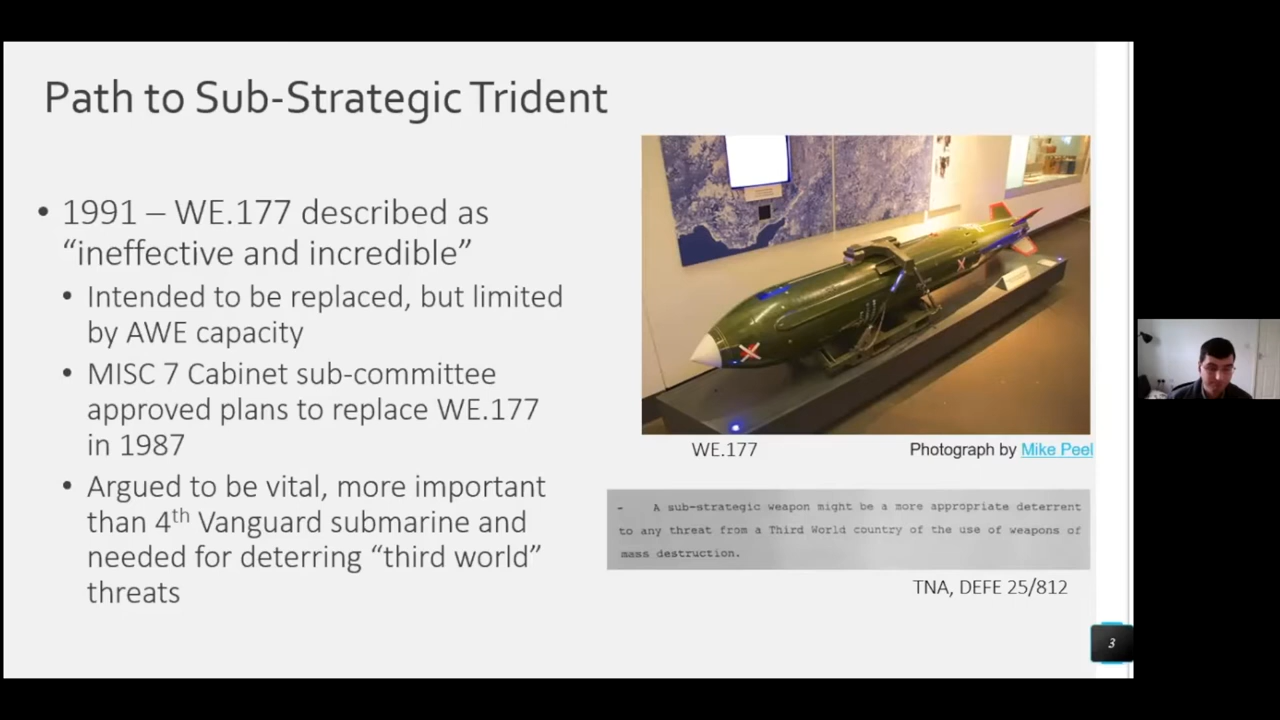 Path to Sub-Strategic Trident
• 1991 – WE.177 described as
“ineffective and incredible”
• Intended to be replaced, but limited
by AWE capacity
• MISC 7 Cabinet sub-committee
approved plans to replace WE.177
in 1987
• Argued to be vital, more important
than 4th Vanguard submarine and
needed for deterring “third world”
threats
WE.177
Photograph by Mike Peel
- A sub-strategic weapon might be a more appropriate deterrent
to any threat from a Third World country of the use of weapons of
mass destruction.
TNA, DEFE 25/812
3